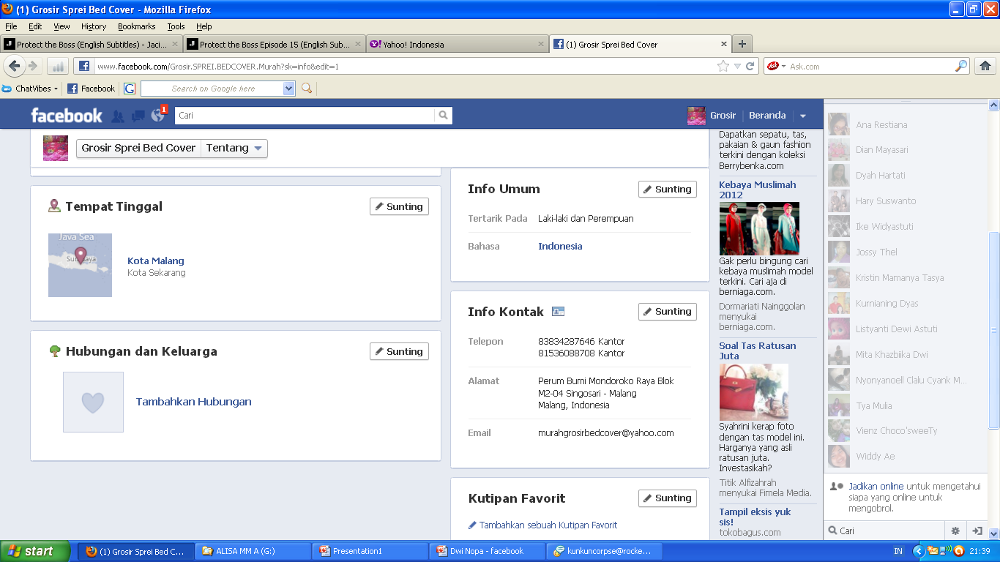 (1) Grosir Sprei Bed Cover - Mozilla Firefox
File Edit View History Bookmarks Tools Help
Protect the Boss (English Subtitles) - Jaci...
Protect the Boss Episode 15 (English Sub...
Yahoo! Indonesia
(1) Grosir Sprei Bed Cover
www.facebook.com/Grosir.SPREI.BEDCOVER.Murah?sk=info&edit=1
Ask Ask.com
ChatVibes Facebook G Search on Google here
facebook 1 Cari Grosir Beranda
Grosir Sprei Bed Cover Tentang
Tempat Tinggal Sunting
Java Sea
Kota Malang
Kota Sekarang
Hubungan dan Keluarga Sunting
Tambahkan Hubungan
Info Umum Sunting
Tertarik Pada Laki-laki dan Perempuan
Bahasa Indonesia
Info Kontak Sunting
Telepon 83834287646 Kantor
81536088708 Kantor
Alamat Perum Bumi Mondoroko Raya Blok
M2-04 Singosari - Malang
Malang, Indonesia
Email murahgrosirbedcover@yahoo.com
Kutipan Favorit Sunting
Tambahkan sebuah Kutipan Favorit
Dapatkan sepatu, tas,
pakaian & gaun fashion
terkini dengan koleksi
Berrybenka.com
Kebaya Muslimah
2012
Gak perlu bingung cari
kebaya muslimah model
terkini. Cari aja di
berniaga.com.
Dormariati Nainggolan
menyukai
berniaga.com.
Soal Tas Ratusan
Juta
Syahrini kerap foto
dengan tas model ini.
Harganya yang asli
ratusan juta.
Investasikah?
Titik Alfizahrah
menyukai Fimela Media.
Tampil eksis yuk
sis!
tokobagus.com
Ana Restiana
Dian Mayasari
Dyah Hartati
Hary Suswanto
Ike Widyastuti
Jossy Thel
Kristin Mamanya Tasya
Kurnianing Dyas
Listyanti Dewi Astuti
Mita Khazbiika Dwi
Nyonyanoell Clalu Cyank M...
Tya Mulia
Vienz Choco'sweeTy
Widdy Ae
Jadikan online untuk mengetahui
siapa yang online untuk
mengobrol.
Cari
start
(1) Grosir Sprei Bed C...
ALISA MM A (G:)
Presentation1
Dwi Nopa - facebook
kunkuncorpse@rocke...
IN 21:39